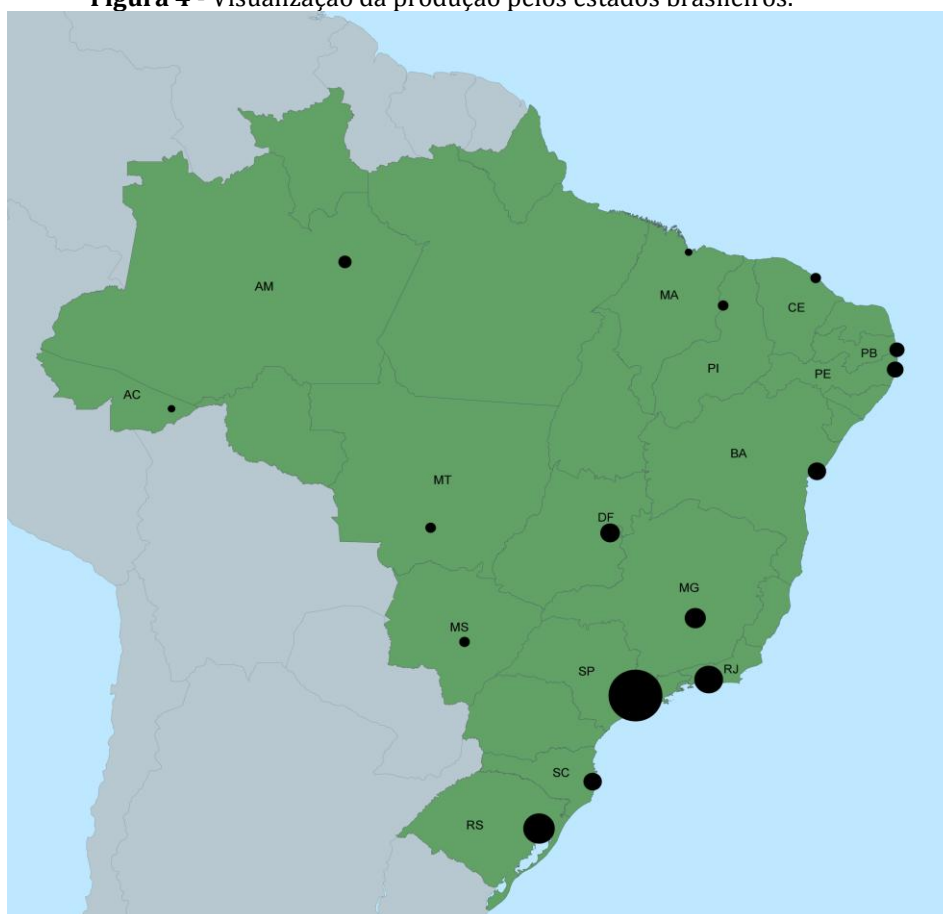 Figura 4 - Visualização da produção pelos estados brasileiros.
AM
MA
CE
PB
PE
PI
AC
BA
MT
DF
MG
MS
SP
RJ
SC
RS